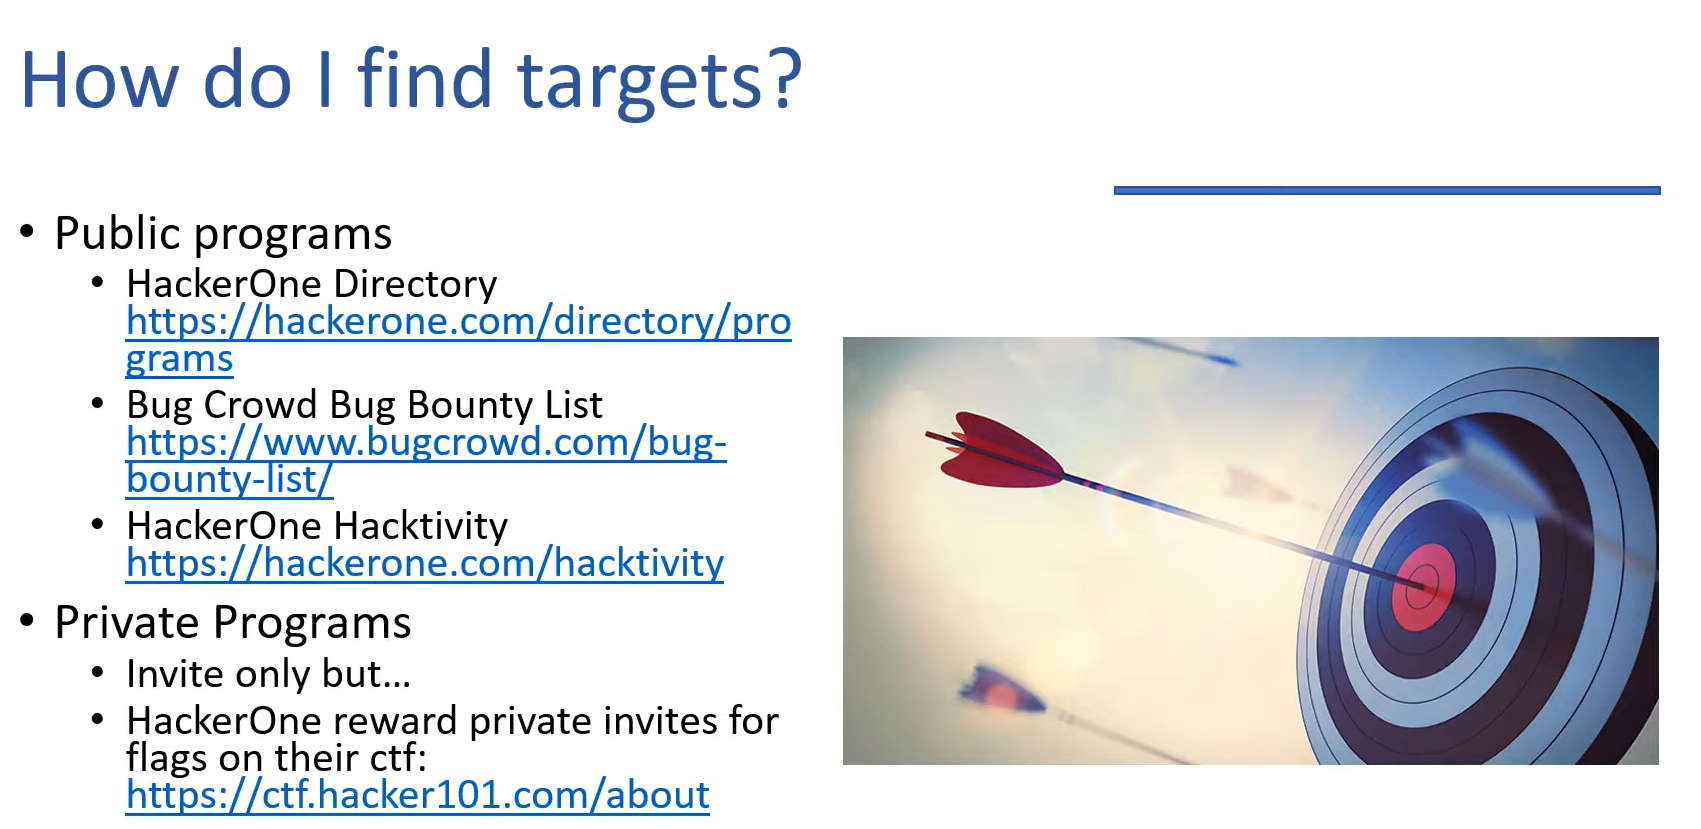 How do I find targets?
• Public programs
• HackerOne Directory
https://hackerone.com/directory/pro
grams
• Bug Crowd Bug Bounty List
https://www.bugcrowd.com/bug-
bounty-list/
• HackerOne Hacktivity
https://hackerone.com/hacktivity
• Private Programs
• Invite only but...
• HackerOne reward private invites for
flags on their ctf:
https://ctf.hacker101.com/about